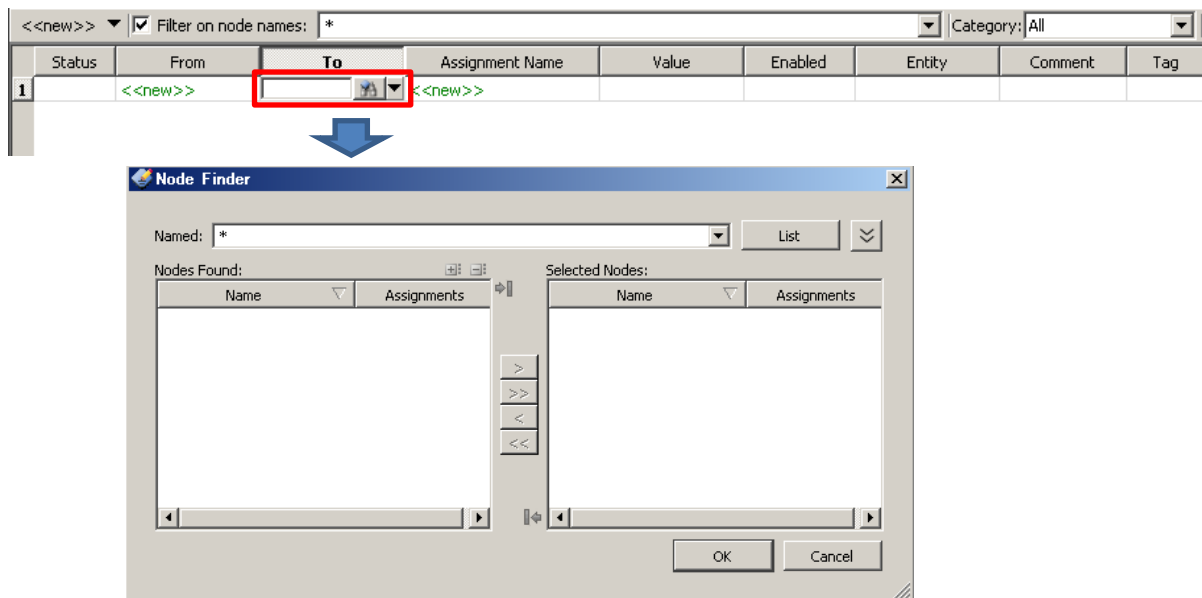 <<new>> Filter on node names: * Category: All
Status From To Assignment Name Value Enabled Entity Comment Tag
1 <<new>> <<new>>
Node Finder
Named: * List
Nodes Found: Selected Nodes:
Name Assignments Name Assignments
>
>>
<
<<
OK Cancel